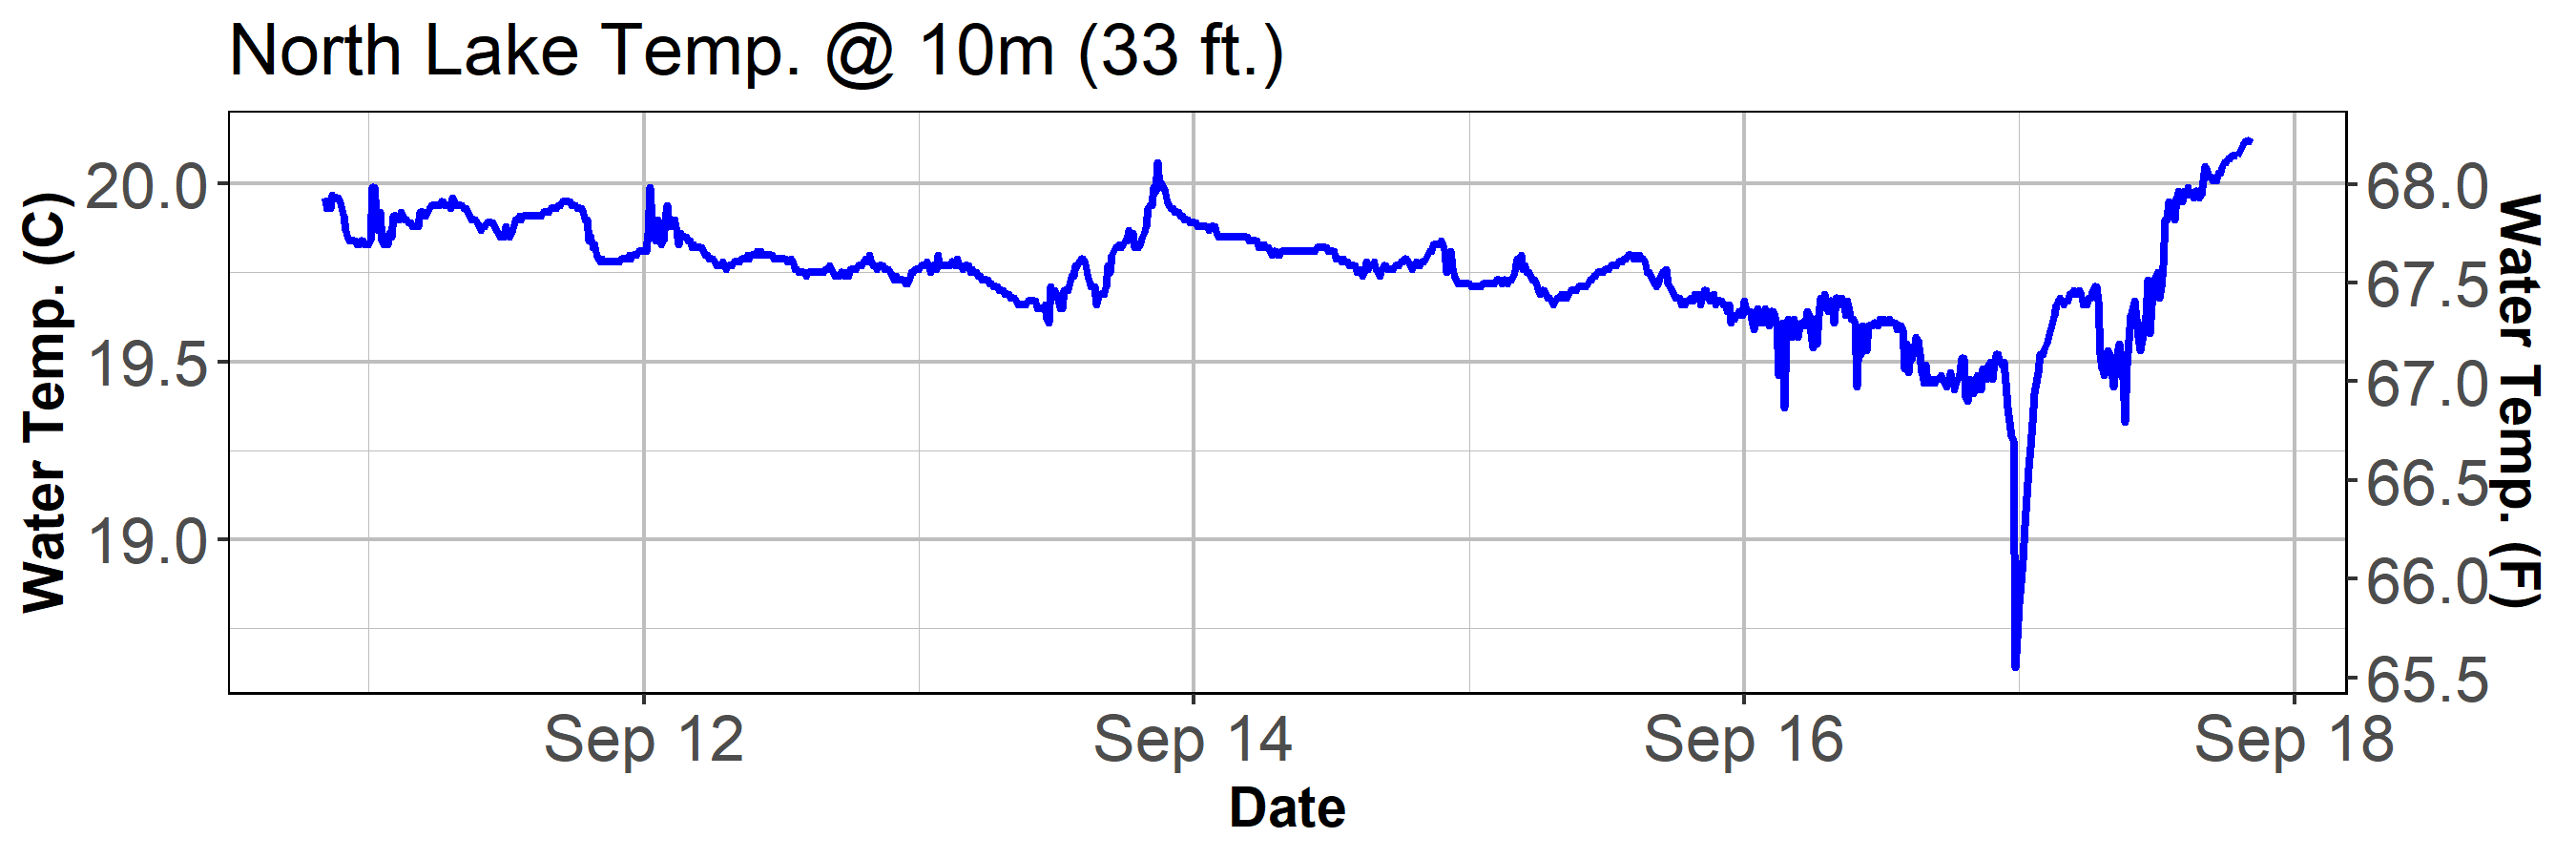 North Lake Temp. @ 10m (33 ft.)
Water Temp. (C)
20.0
19.5
19.0
68.0
67.5
67.0
66.5
66.0
65.5
Water Temp. (F)
Sep 12
Sep 14
Sep 16
Sep 18
Date